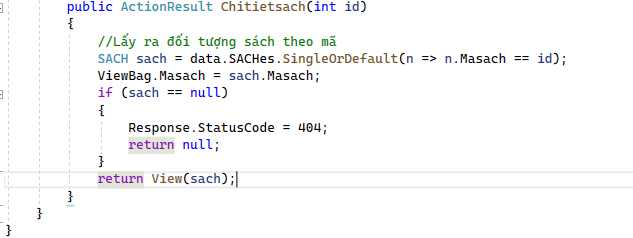 public ActionResult Chitietsach(int id)
{
//Lấy ra đối tượng sách theo mã
SACH sach = data.SACHes.SingleOrDefault(n => n.Masach == id);
ViewBag.Masach = sach.Masach;
if (sach == null)
{
Response.StatusCode = 404;
return null;
}
return View(sach);
}
}
}